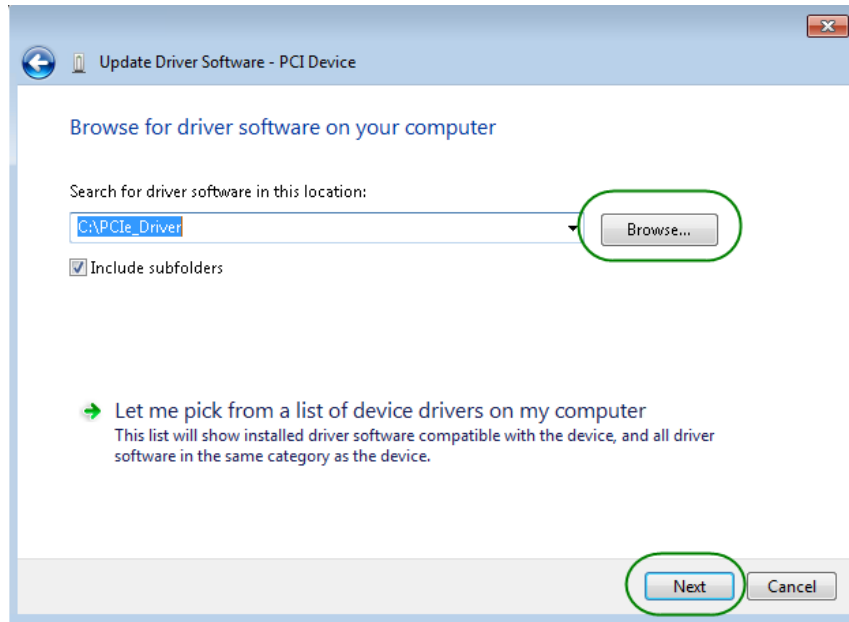 Update Driver Software - PCI Device
Browse for driver software on your computer
Search for driver software in this location:
C:\PCIe_Driver
Browse...
Include subfolders
Let me pick from a list of device drivers on my computer
This list will show installed driver software compatible with the device, and all driver
software in the same category as the device.
Next
Cancel